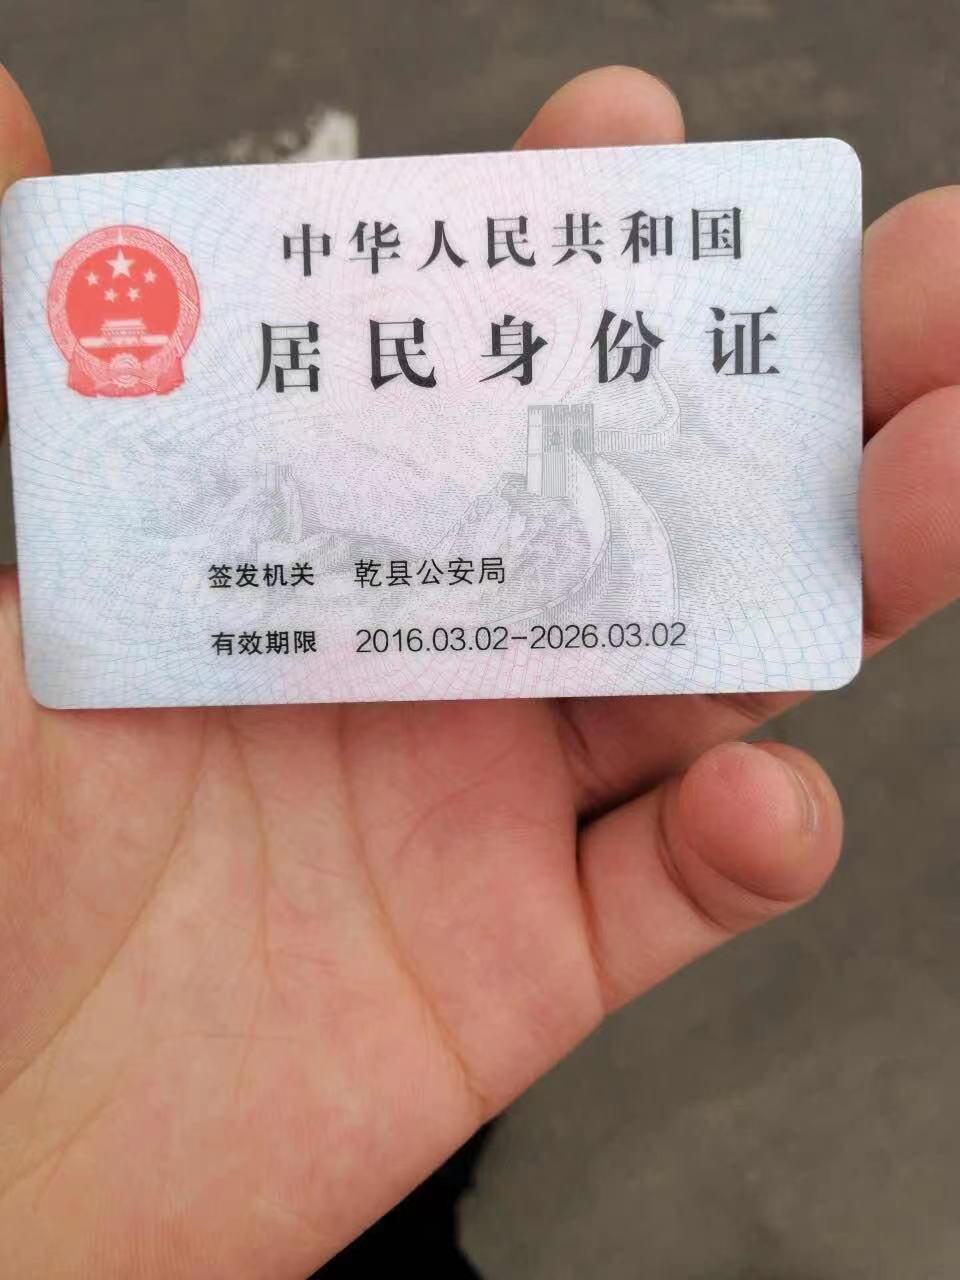 中华人民共和国
居民身份证
签发机关 乾县公安局
有效期限 2016.03.02-2026.03.02